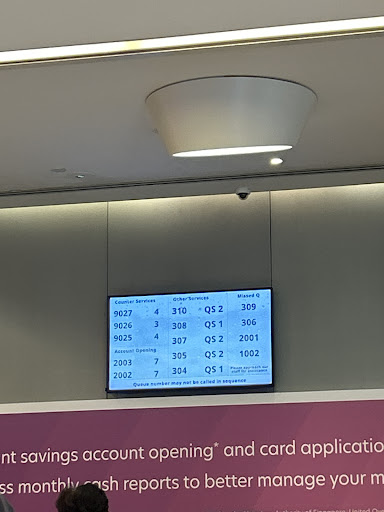 Counter Services
9027 4
9026 3
9025 4
Account Opening
2003 7
2002 7
Other Services
310 QS 2
308 QS 1
307 QS 2
305 QS 2
304 QS 1
Missed Q
309
306
2001
1002
Please approach our
staff for assistance
Queue number may not be called in sequence
nt savings account opening* and card applicatio
ss monthly cash reports to better manage your m